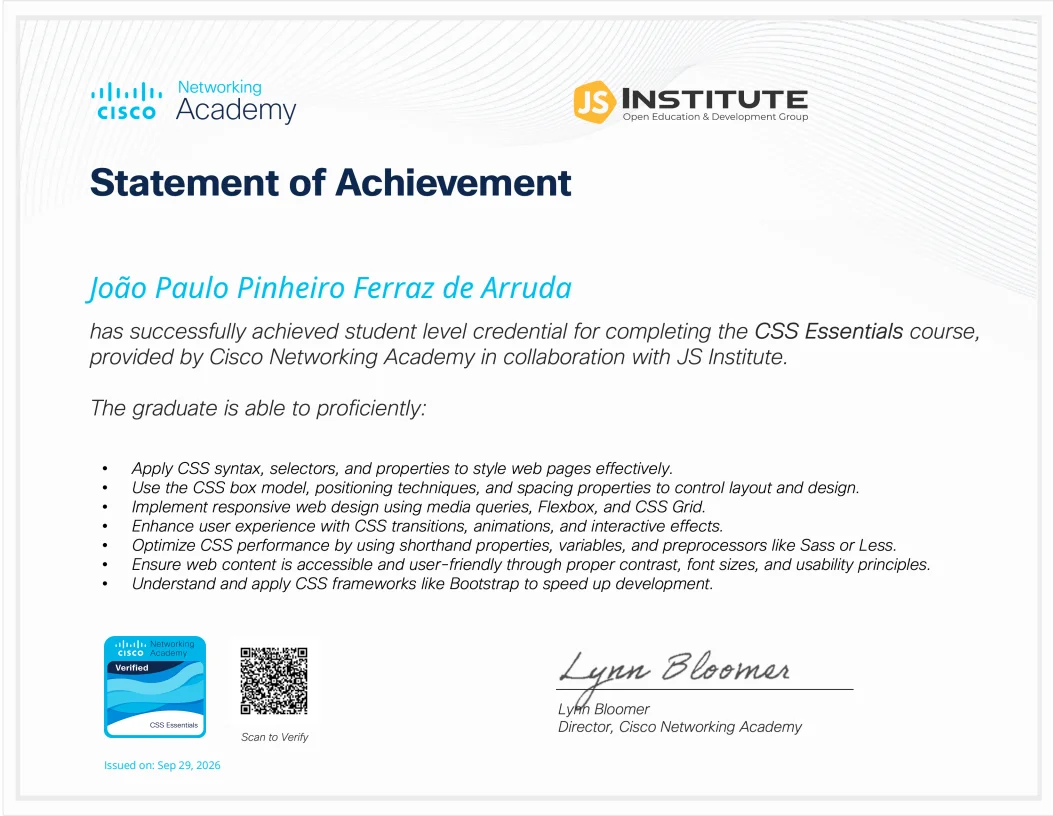 Networking
CISCO Academy
JS INSTITUTE
Open Education & Development Group
Statement of Achievement
João Paulo Pinheiro Ferraz de Arruda
has successfully achieved student level credential for completing the CSS Essentials course,
provided by Cisco Networking Academy in collaboration with JS Institute.
The graduate is able to proficiently:
• Apply CSS syntax, selectors, and properties to style web pages effectively.
• Use the CSS box model, positioning techniques, and spacing properties to control layout and design.
• Implement responsive web design using media queries, Flexbox, and CSS Grid.
• Enhance user experience with CSS transitions, animations, and interactive effects.
• Optimize CSS performance by using shorthand properties, variables, and preprocessors like Sass or Less.
• Ensure web content is accessible and user-friendly through proper contrast, font sizes, and usability principles.
• Understand and apply CSS frameworks like Bootstrap to speed up development.
Networking
CISCO Academy
Verified
CSS Essentials
Scan to Verify
Issued on: Sep 29, 2026
Lynn Bloomer
Lynn Bloomer
Director, Cisco Networking Academy